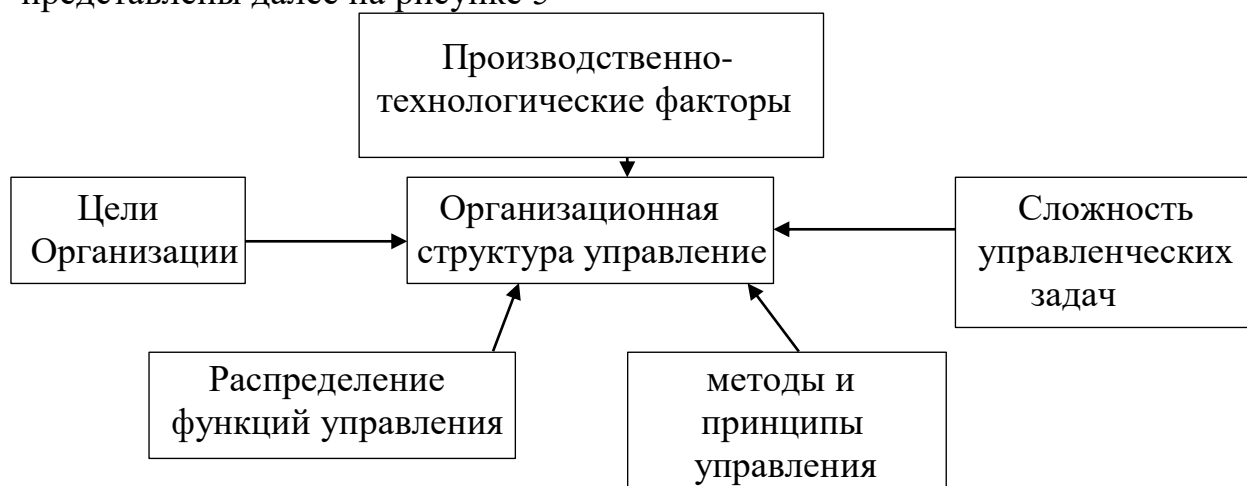 представлены далее на рисунке 5
Производственно-
технологические факторы
Цели
Организации
Организационная
структура управление
Сложность
управленческих
задач
Распределение
функций управления
методы и
принципы
управления